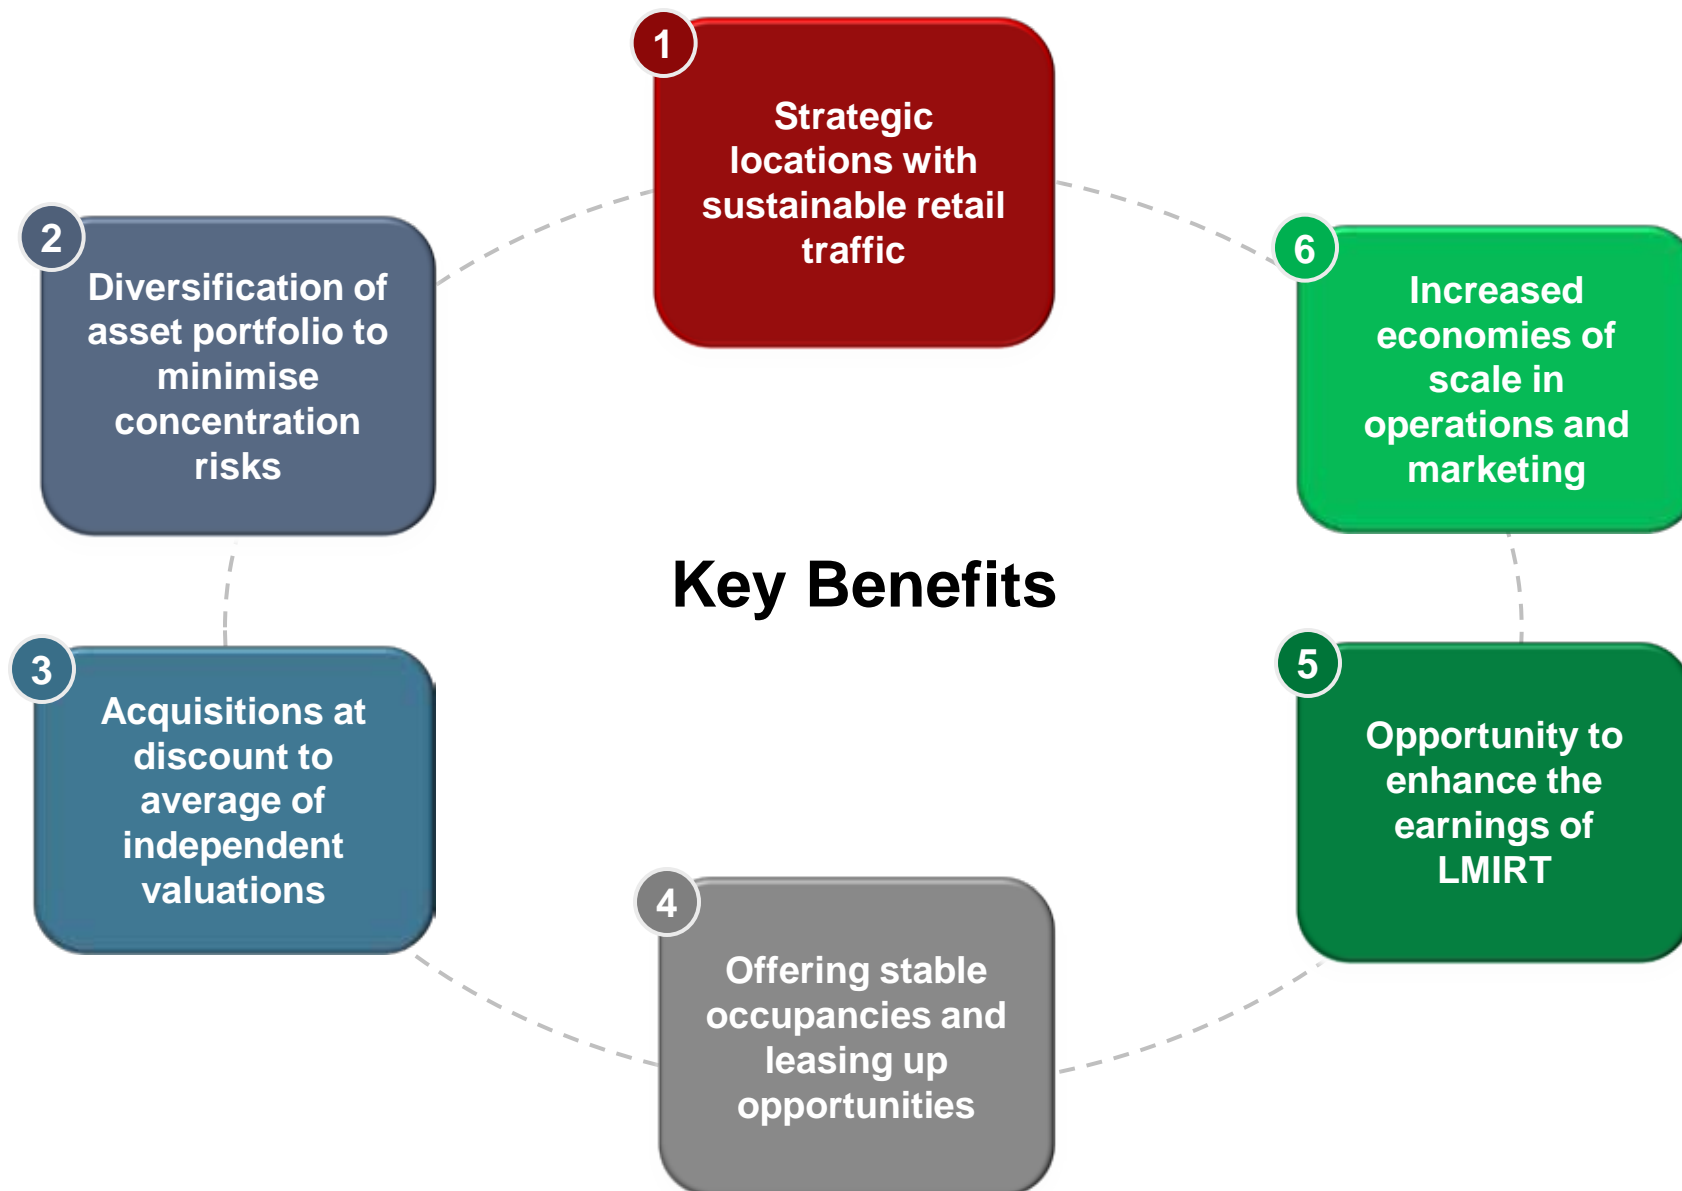 1
Strategic
locations with
sustainable retail
traffic
2
Diversification of
asset portfolio to
minimise
concentration
risks
3
Acquisitions at
discount to
average of
independent
valuations
4
Offering stable
occupancies and
leasing up
opportunities
5
Opportunity to
enhance the
earnings of
LMIRT
6
Increased
economies of
scale in
operations and
marketing
Key Benefits